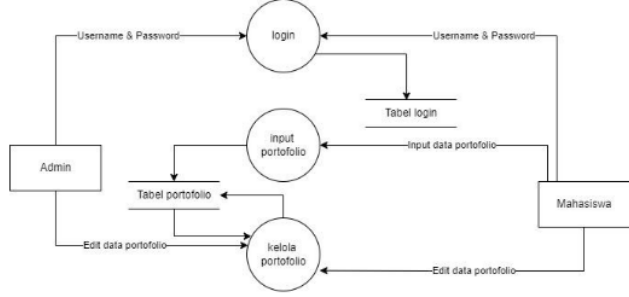 Username & Password
login
Username & Password
Tabel login
input
portofolio
Input data portofolio
Admin
Tabel portofolio
Mahasiswa
Edit data portofolio
kelola
portofolio
Edit data portofolio